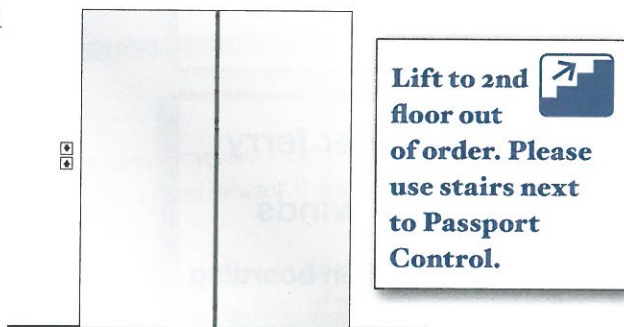 Lift to 2nd
floor out
of order. Please
use stairs next
to Passport
Control.